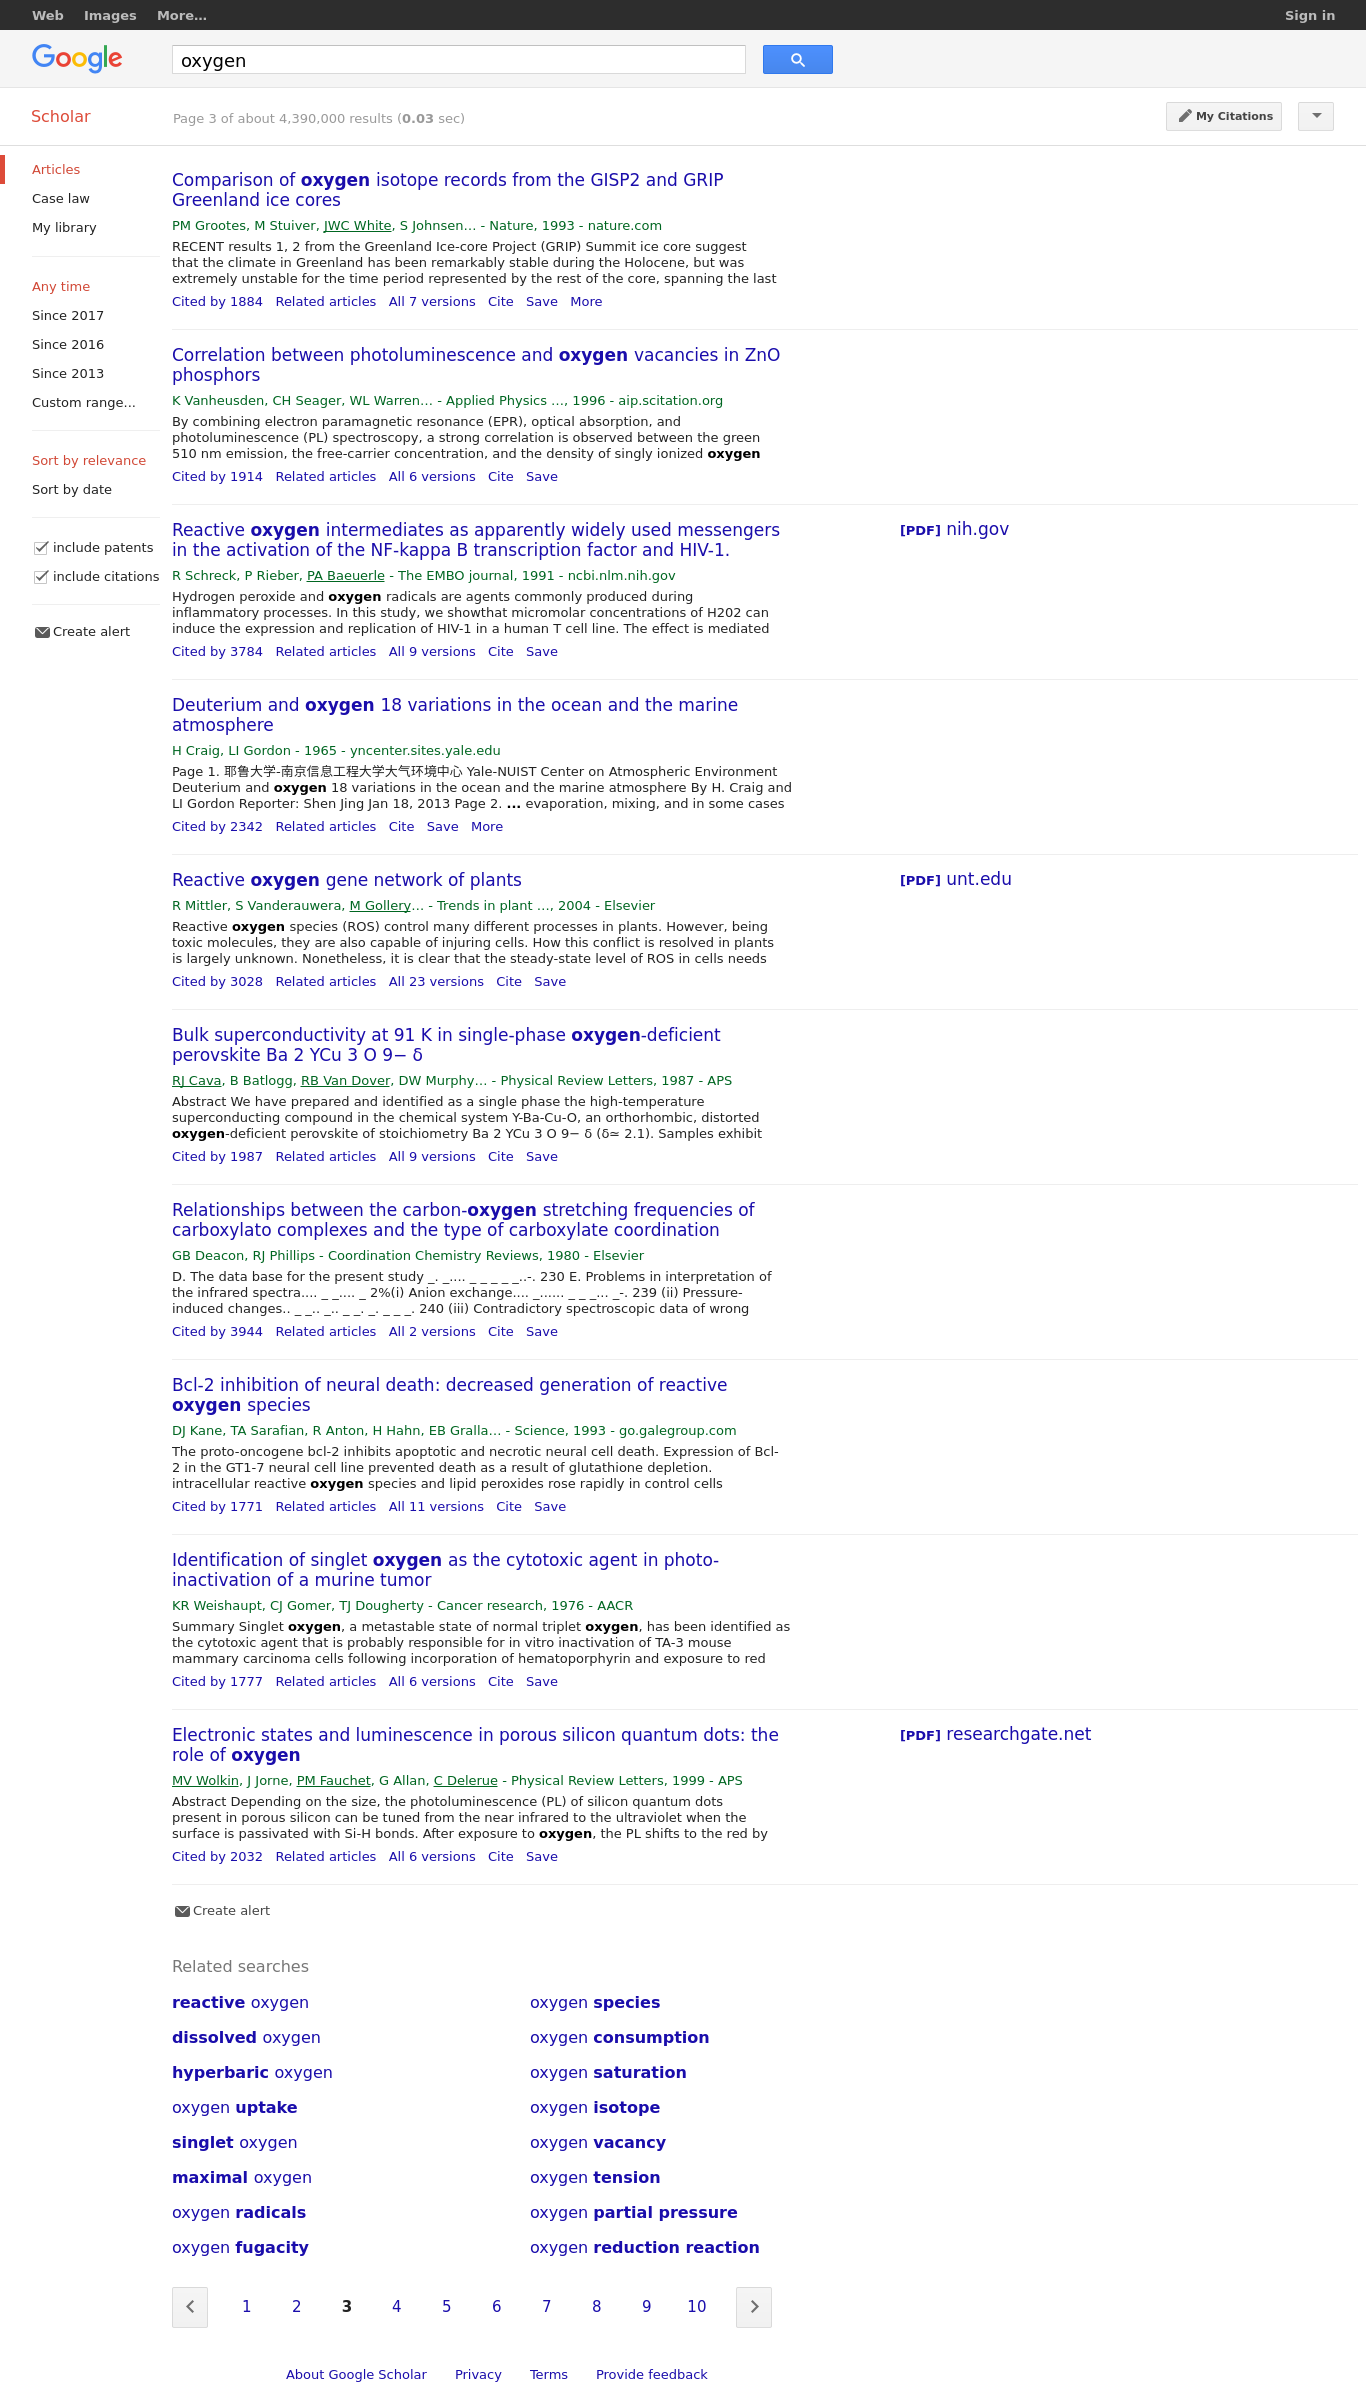 Web Images More… Sign in
Google oxygen
Scholar Page 3 of about 4,390,000 results (0.03 sec) My Citations
Articles
Case law
My library
Any time
Since 2017
Since 2016
Since 2013
Custom range...
Sort by relevance
Sort by date
include patents
include citations
Create alert
Comparison of oxygen isotope records from the GISP2 and GRIP
Greenland ice cores
PM Grootes, M Stuiver, JWC White, S Johnsen… - Nature, 1993 - nature.com
RECENT results 1, 2 from the Greenland Ice-core Project (GRIP) Summit ice core suggest
that the climate in Greenland has been remarkably stable during the Holocene, but was
extremely unstable for the time period represented by the rest of the core, spanning the last
Cited by 1884 Related articles All 7 versions Cite Save More
Correlation between photoluminescence and oxygen vacancies in ZnO
phosphors
K Vanheusden, CH Seager, WL Warren… - Applied Physics …, 1996 - aip.scitation.org
By combining electron paramagnetic resonance (EPR), optical absorption, and
photoluminescence (PL) spectroscopy, a strong correlation is observed between the green
510 nm emission, the free‐carrier concentration, and the density of singly ionized oxygen
Cited by 1914 Related articles All 6 versions Cite Save
Reactive oxygen intermediates as apparently widely used messengers
in the activation of the NF-kappa B transcription factor and HIV-1.
[PDF] nih.gov
R Schreck, P Rieber, PA Baeuerle - The EMBO journal, 1991 - ncbi.nlm.nih.gov
Hydrogen peroxide and oxygen radicals are agents commonly produced during
inflammatory processes. In this study, we showthat micromolar concentrations of H202 can
induce the expression and replication of HIV-1 in a human T cell line. The effect is mediated
Cited by 3784 Related articles All 9 versions Cite Save
Deuterium and oxygen 18 variations in the ocean and the marine
atmosphere
H Craig, LI Gordon - 1965 - yncenter.sites.yale.edu
Page 1. 耶鲁大学-南京信息工程大学大气环境中心 Yale-NUIST Center on Atmospheric Environment
Deuterium and oxygen 18 variations in the ocean and the marine atmosphere By H. Craig and
LI Gordon Reporter: Shen Jing Jan 18, 2013 Page 2. ... evaporation, mixing, and in some cases
Cited by 2342 Related articles Cite Save More
Reactive oxygen gene network of plants
[PDF] unt.edu
R Mittler, S Vanderauwera, M Gollery… - Trends in plant …, 2004 - Elsevier
Reactive oxygen species (ROS) control many different processes in plants. However, being
toxic molecules, they are also capable of injuring cells. How this conflict is resolved in plants
is largely unknown. Nonetheless, it is clear that the steady-state level of ROS in cells needs
Cited by 3028 Related articles All 23 versions Cite Save
Bulk superconductivity at 91 K in single-phase oxygen-deficient
perovskite Ba 2 YCu 3 O 9− δ
RJ Cava, B Batlogg, RB Van Dover, DW Murphy… - Physical Review Letters, 1987 - APS
Abstract We have prepared and identified as a single phase the high-temperature
superconducting compound in the chemical system Y-Ba-Cu-O, an orthorhombic, distorted
oxygen-deficient perovskite of stoichiometry Ba 2 YCu 3 O 9− δ (δ≃ 2.1). Samples exhibit
Cited by 1987 Related articles All 9 versions Cite Save
Relationships between the carbon-oxygen stretching frequencies of
carboxylato complexes and the type of carboxylate coordination
GB Deacon, RJ Phillips - Coordination Chemistry Reviews, 1980 - Elsevier
D. The data base for the present study _. _.... _ _ _ _ _..-. 230 E. Problems in interpretation of
the infrared spectra.... _ _.... _ 2%(i) Anion exchange.... _...... _ _ _... _-. 239 (ii) Pressure-
induced changes.. _ _.. _.. _ _. _. _ _ _. 240 (iii) Contradictory spectroscopic data of wrong
Cited by 3944 Related articles All 2 versions Cite Save
Bcl-2 inhibition of neural death: decreased generation of reactive
oxygen species
DJ Kane, TA Sarafian, R Anton, H Hahn, EB Gralla… - Science, 1993 - go.galegroup.com
The proto-oncogene bcl-2 inhibits apoptotic and necrotic neural cell death. Expression of Bcl-
2 in the GT1-7 neural cell line prevented death as a result of glutathione depletion.
intracellular reactive oxygen species and lipid peroxides rose rapidly in control cells
Cited by 1771 Related articles All 11 versions Cite Save
Identification of singlet oxygen as the cytotoxic agent in photo-
inactivation of a murine tumor
KR Weishaupt, CJ Gomer, TJ Dougherty - Cancer research, 1976 - AACR
Summary Singlet oxygen, a metastable state of normal triplet oxygen, has been identified as
the cytotoxic agent that is probably responsible for in vitro inactivation of TA-3 mouse
mammary carcinoma cells following incorporation of hematoporphyrin and exposure to red
Cited by 1777 Related articles All 6 versions Cite Save
Electronic states and luminescence in porous silicon quantum dots: the
role of oxygen
[PDF] researchgate.net
MV Wolkin, J Jorne, PM Fauchet, G Allan, C Delerue - Physical Review Letters, 1999 - APS
Abstract Depending on the size, the photoluminescence (PL) of silicon quantum dots
present in porous silicon can be tuned from the near infrared to the ultraviolet when the
surface is passivated with Si-H bonds. After exposure to oxygen, the PL shifts to the red by
Cited by 2032 Related articles All 6 versions Cite Save
Create alert
Related searches
reactive oxygen oxygen species
dissolved oxygen oxygen consumption
hyperbaric oxygen oxygen saturation
oxygen uptake oxygen isotope
singlet oxygen oxygen vacancy
maximal oxygen oxygen tension
oxygen radicals oxygen partial pressure
oxygen fugacity oxygen reduction reaction
1 2 3 4 5 6 7 8 9 10
About Google Scholar Privacy Terms Provide feedback